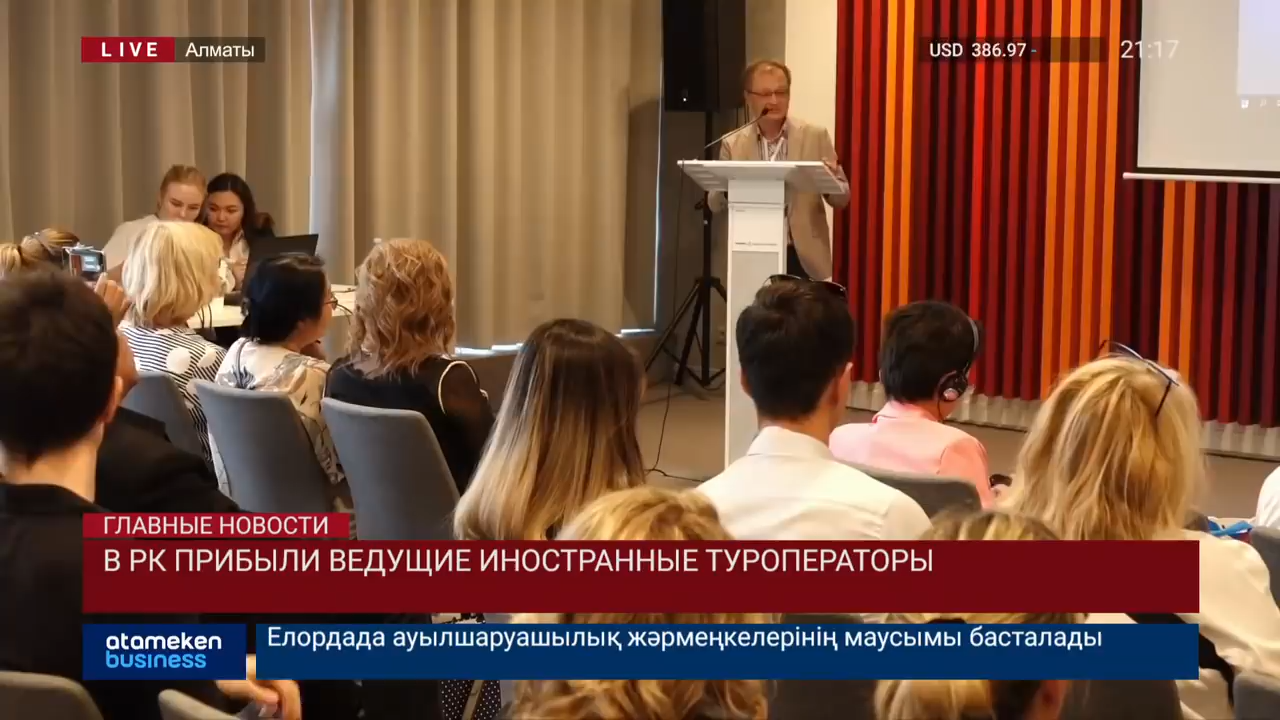 LIVE Алматы
USD 386.97 -
21:17
ГЛАВНЫЕ НОВОСТИ
В РК ПРИБЫЛИ ВЕДУЩИЕ ИНОСТРАННЫЕ ТУРОПЕРАТОРЫ
atameken
business
Елордада ауылшаруашылық жәрмеңкелерінің маусымы басталады